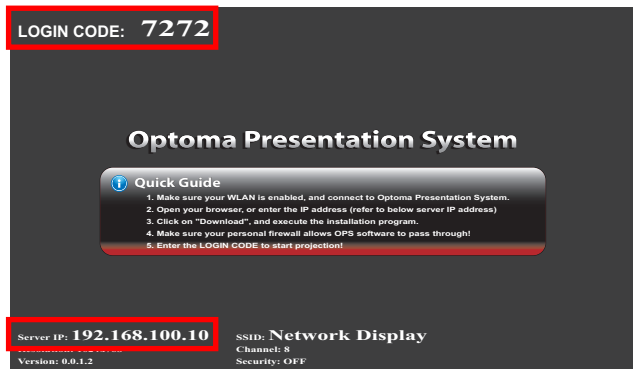 LOGIN CODE: 7272
Optoma Presentation System
Quick Guide
1. Make sure your WLAN is enabled, and connect to Optoma Presentation System.
2. Open your browser, or enter the IP address (refer to below server IP address)
3. Click on "Download", and execute the installation program.
4. Make sure your personal firewall allows OPS software to pass through!
5. Enter the LOGIN CODE to start projection!
Server IP: 192.168.100.10
SSID: Network Display
Channel: 8
Version: 0.0.1.2
Security: OFF